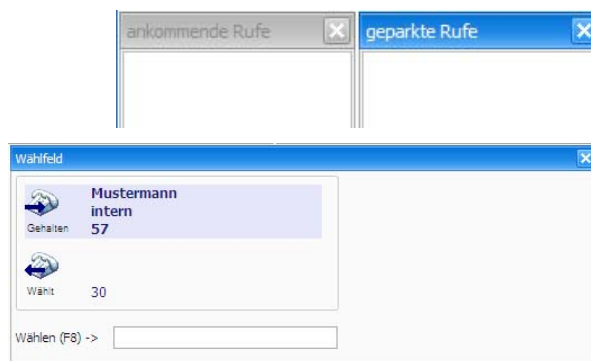 ankommende Rufe
geparkte Rufe
Wählfeld
Mustermann
intern
Gehalten 57
Wählt 30
Wählen (F8) ->